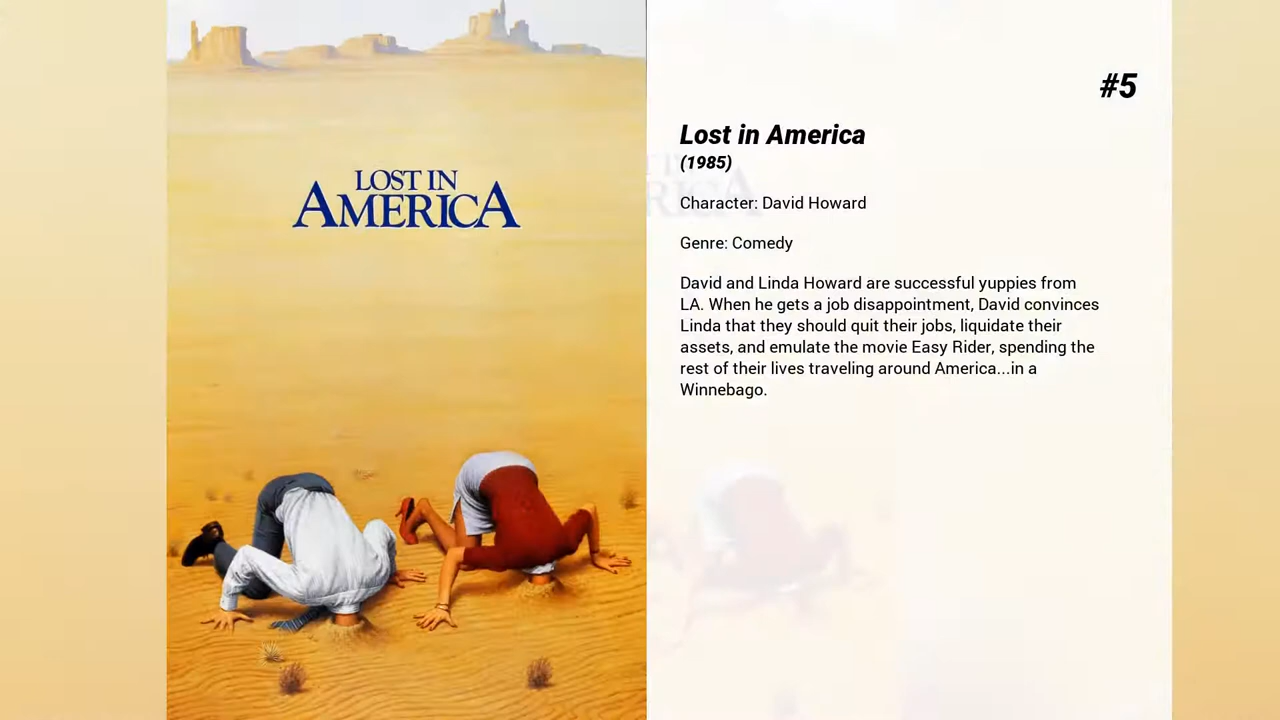 LOST IN
AMERICA
#5
Lost in America
(1985)
Character: David Howard
Genre: Comedy
David and Linda Howard are successful yuppies from
LA. When he gets a job disappointment, David convinces
Linda that they should quit their jobs, liquidate their
assets, and emulate the movie Easy Rider, spending the
rest of their lives traveling around America...in a
Winnebago.